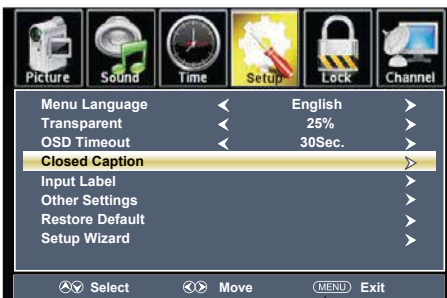 Picture Sound Time Setup Lock Channel
Menu Language English
Transparent 25%
OSD Timeout 30Sec.
Closed Caption
Input Label
Other Settings
Restore Default
Setup Wizard
Select Move MENU Exit